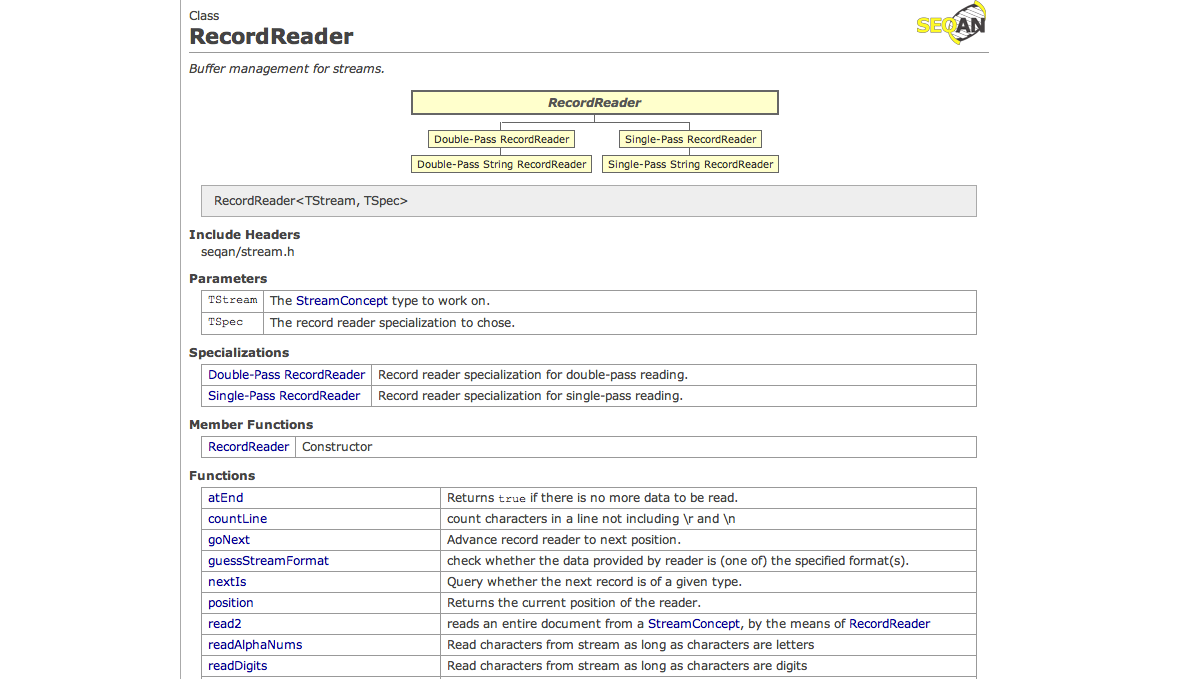 Class
SEQAN
RecordReader
Buffer management for streams.
RecordReader
Double-Pass RecordReader Single-Pass RecordReader
Double-Pass String RecordReader Single-Pass String RecordReader
RecordReader<TStream, TSpec>
Include Headers
seqan/stream.h
Parameters
TStream The StreamConcept type to work on.
TSpec The record reader specialization to chose.
Specializations
Double-Pass RecordReader Record reader specialization for double-pass reading.
Single-Pass RecordReader Record reader specialization for single-pass reading.
Member Functions
RecordReader Constructor
Functions
atEnd Returns true if there is no more data to be read.
countLine count characters in a line not including \r and \n
goNext Advance record reader to next position.
guessStreamFormat check whether the data provided by reader is (one of) the specified format(s).
nextIs Query whether the next record is of a given type.
position Returns the current position of the reader.
read2 reads an entire document from a StreamConcept, by the means of RecordReader
readAlphaNums Read characters from stream as long as characters are letters
readDigits Read characters from stream as long as characters are digits